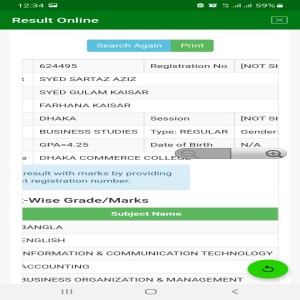 12:34
59%
Result Online
Search Again Print
624495 Registration No [NOT SH
SYED SARTAZ AZIZ
SYED GULAM KAISAR
FARHANA KAISAR
DHAKA Session [NOT SH
BUSINESS STUDIES Type: REGULAR Gender:
GPA=4.25 Date of Birth N/A
DHAKA COMMERCE COLLEGE
result with marks by providing
ct registration number.
-Wise Grade/Marks
Subject Name
BANGLA
ENGLISH
INFORMATION & COMMUNICATION TECHNOLOGY
ACCOUNTING
BUSINESS ORGANIZATION & MANAGEMENT